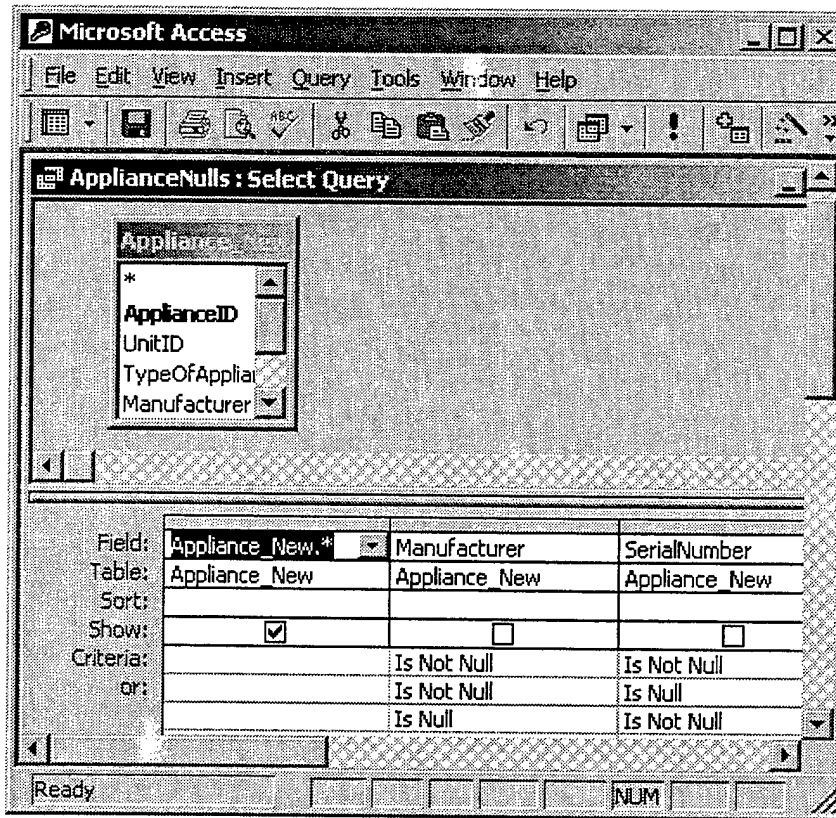 Microsoft Access
File Edit View Insert Query Tools Window Help
ABC
ApplianceNulls : Select Query
Appliance_New
*
ApplianceID
UnitID
TypeOfApplia
Manufacturer
Field: Appliance_New.* Manufacturer SerialNumber
Table: Appliance_New Appliance_New Appliance_New
Sort:
Show:
Criteria: Is Not Null Is Not Null
or: Is Not Null Is Null
Is Null Is Not Null
Ready NUM